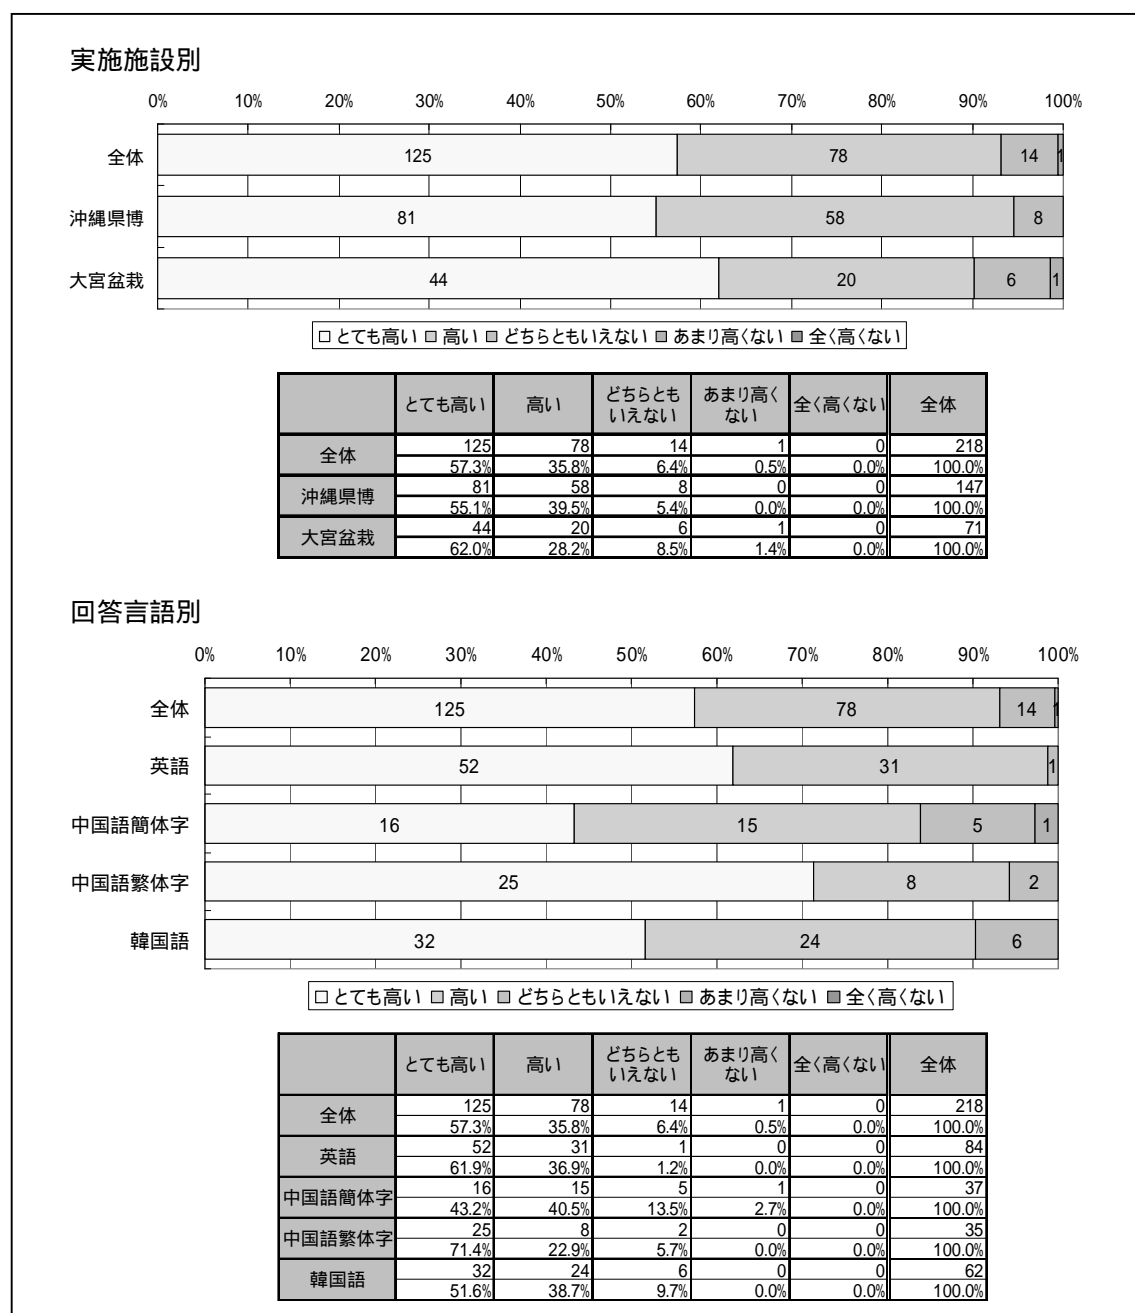 実施施設別
0% 10% 20% 30% 40% 50% 60% 70% 80% 90% 100%
全体 125 78 14 1
沖縄県博 81 58 8
大宮盆栽 44 20 6 1
とても高い 高い どちらともいえない あまり高くない 全く高くない
とても高い 高い どちらとも いえない あまり高く ない 全く高くない 全体
全体 125 78 14 1 0 218
57.3% 35.8% 6.4% 0.5% 0.0% 100.0%
沖縄県博 81 58 8 0 0 147
55.1% 39.5% 5.4% 0.0% 0.0% 100.0%
大宮盆栽 44 20 6 1 0 71
62.0% 28.2% 8.5% 1.4% 0.0% 100.0%
回答言語別
0% 10% 20% 30% 40% 50% 60% 70% 80% 90% 100%
全体 125 78 14 1
英語 52 31 1
中国語簡体字 16 15 5 1
中国語繁体字 25 8 2
韓国語 32 24 6
とても高い 高い どちらともいえない あまり高くない 全く高くない
とても高い 高い どちらとも いえない あまり高く ない 全く高くない 全体
全体 125 78 14 1 0 218
57.3% 35.8% 6.4% 0.5% 0.0% 100.0%
英語 52 31 1 0 0 84
61.9% 36.9% 1.2% 0.0% 0.0% 100.0%
中国語簡体字 16 15 5 1 0 37
43.2% 40.5% 13.5% 2.7% 0.0% 100.0%
中国語繁体字 25 8 2 0 0 35
71.4% 22.9% 5.7% 0.0% 0.0% 100.0%
韓国語 32 24 6 0 0 62
51.6% 38.7% 9.7% 0.0% 0.0% 100.0%